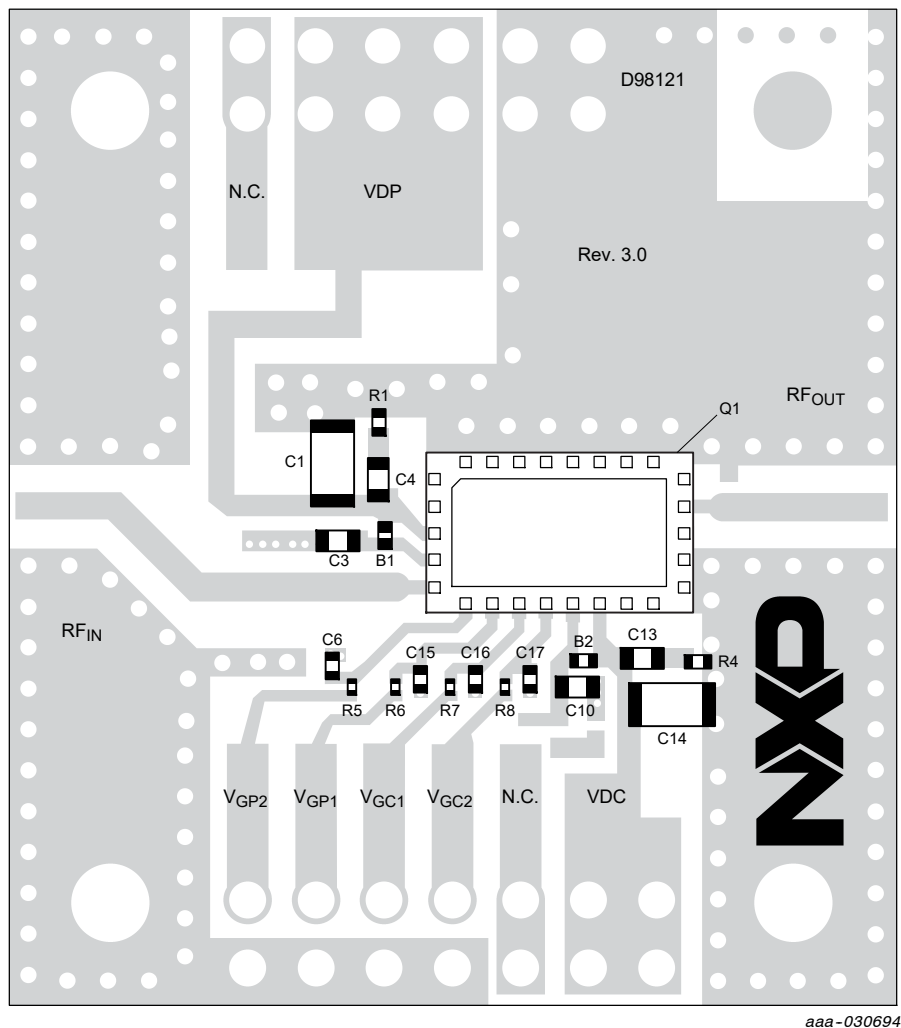 D98121
N.C.
VDP
Rev. 3.0
R1
RFOUT
Q1
C1
C4
C3
B1
RFIN
C6
C15
C16
C17
B2
C13
R4
R5
R6
R7
R8
C10
C14
VGP2
VGP1
VGC1
VGC2
N.C.
VDC
NXP
aaa-030694